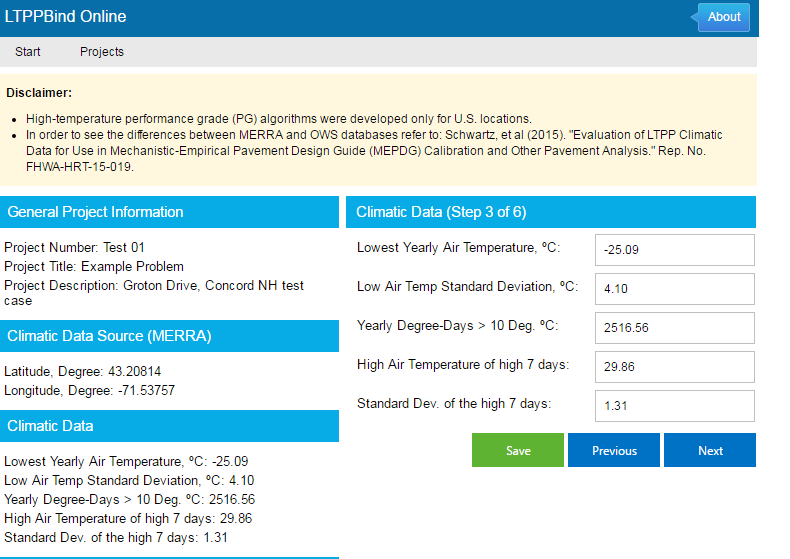 LTPPBind Online
About
Start
Projects
Disclaimer:
• High-temperature performance grade (PG) algorithms were developed only for U.S. locations.
• In order to see the differences between MERRA and OWS databases refer to: Schwartz, et al (2015). "Evaluation of LTPP Climatic
Data for Use in Mechanistic-Empirical Pavement Design Guide (MEPDG) Calibration and Other Pavement Analysis." Rep. No.
FHWA-HRT-15-019.
General Project Information
Project Number: Test 01
Project Title: Example Problem
Project Description: Groton Drive, Concord NH test
case
Climatic Data Source (MERRA)
Latitude, Degree: 43.20814
Longitude, Degree: -71.53757
Climatic Data
Lowest Yearly Air Temperature, ºC: -25.09
Low Air Temp Standard Deviation, ºC: 4.10
Yearly Degree-Days > 10 Deg. ºC: 2516.56
High Air Temperature of high 7 days: 29.86
Standard Dev. of the high 7 days: 1.31
Climatic Data (Step 3 of 6)
Lowest Yearly Air Temperature, ºC:
-25.09
Low Air Temp Standard Deviation, ºC:
4.10
Yearly Degree-Days > 10 Deg. ºC:
2516.56
High Air Temperature of high 7 days:
29.86
Standard Dev. of the high 7 days:
1.31
Save
Previous
Next